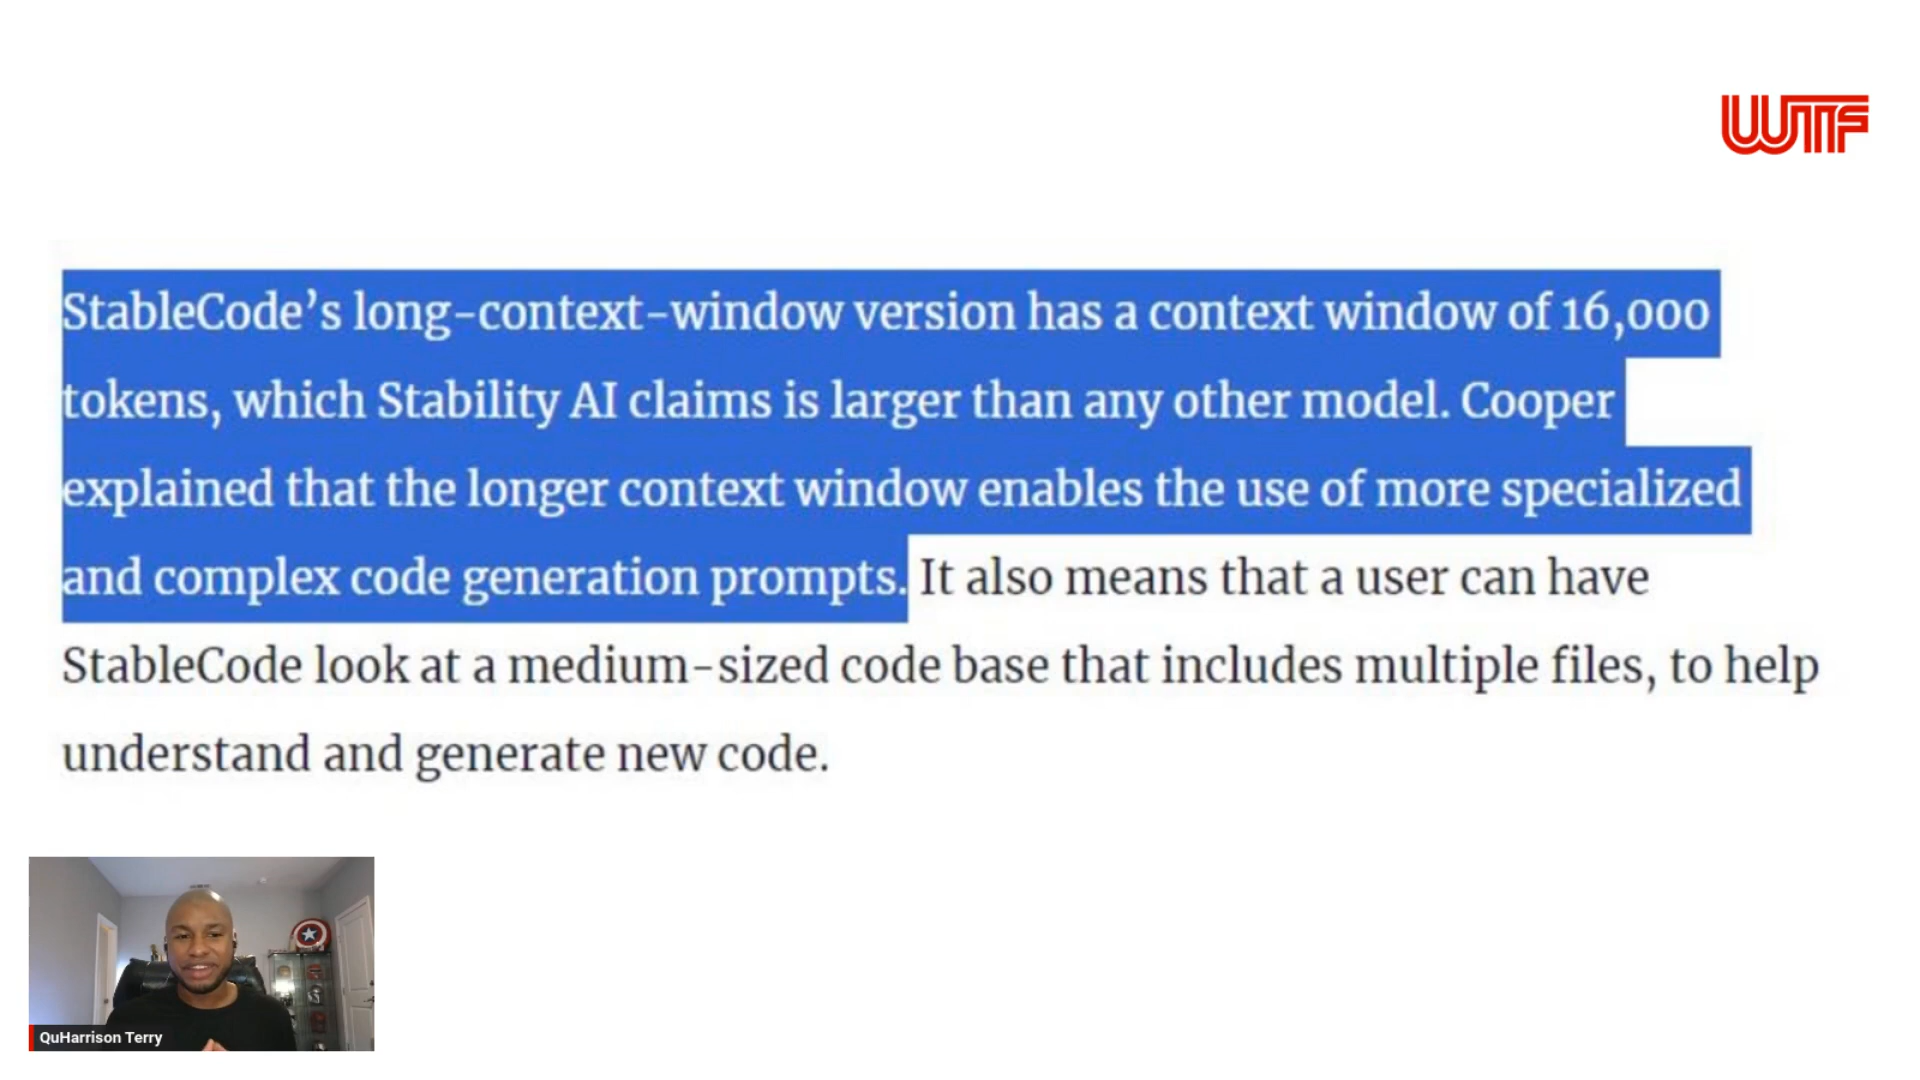 WTF
StableCode’s long-context-window version has a context window of 16,000
tokens, which Stability AI claims is larger than any other model. Cooper
explained that the longer context window enables the use of more specialized
and complex code generation prompts. It also means that a user can have
StableCode look at a medium-sized code base that includes multiple files, to help
understand and generate new code.
QuHarrison Terry